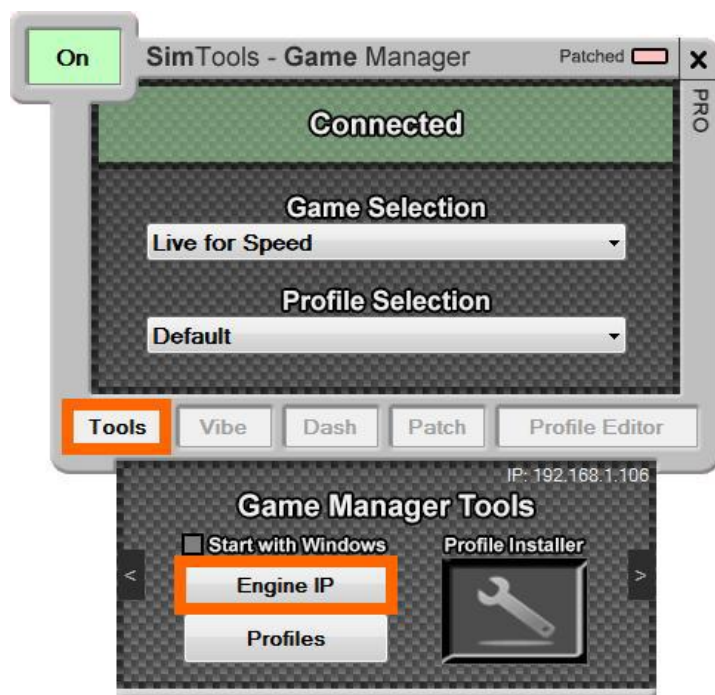 On
SimTools - Game Manager
Patched
X
PRO
Connected
Game Selection
Live for Speed
Profile Selection
Default
Tools
Vibe
Dash
Patch
Profile Editor
IP: 192.168.1.106
Game Manager Tools
Start with Windows
Profile Installer
<
Engine IP
>
Profiles